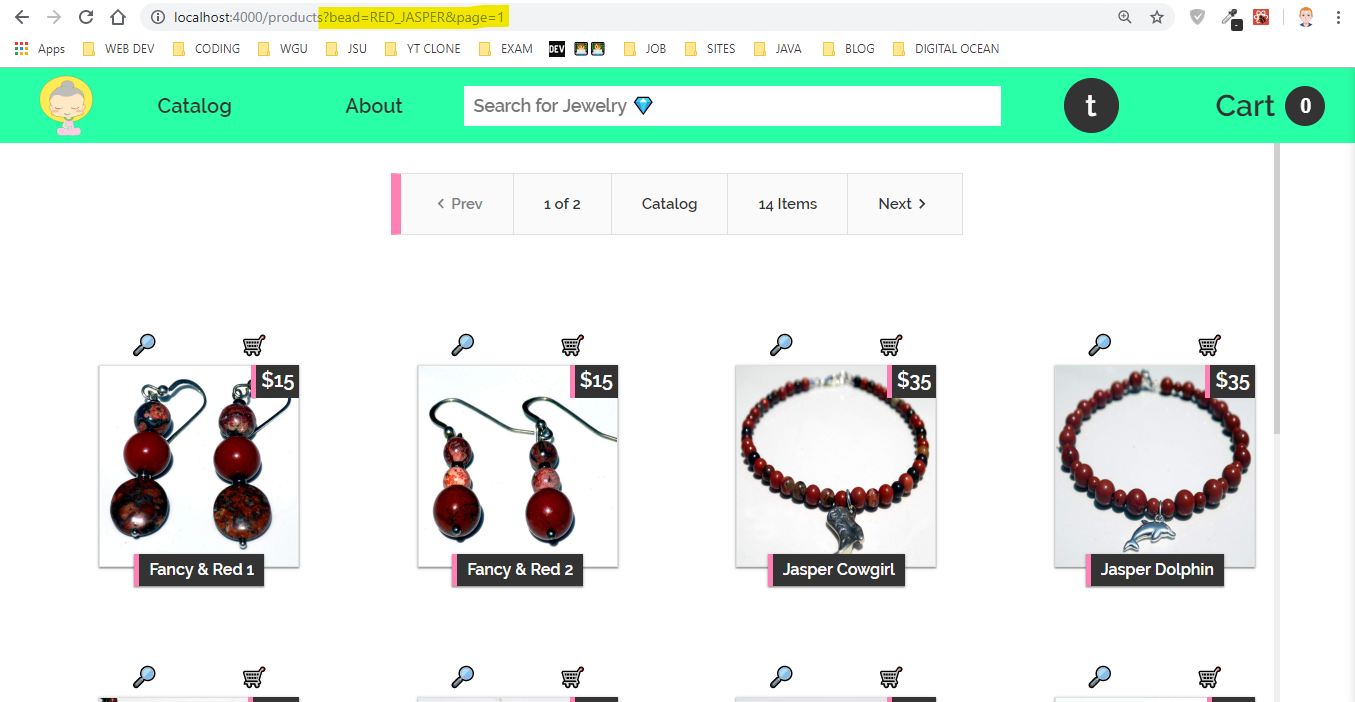 localhost:4000/products?bead=RED_JASPER&page=1
Apps WEB DEV CODING WGU JSU YT CLONE EXAM DEV JOB SITES JAVA BLOG DIGITAL OCEAN
Catalog About Search for Jewelry t Cart 0
Prev 1 of 2 Catalog 14 Items Next
$15 $15 $35 $35
Fancy & Red 1 Fancy & Red 2 Jasper Cowgirl Jasper Dolphin